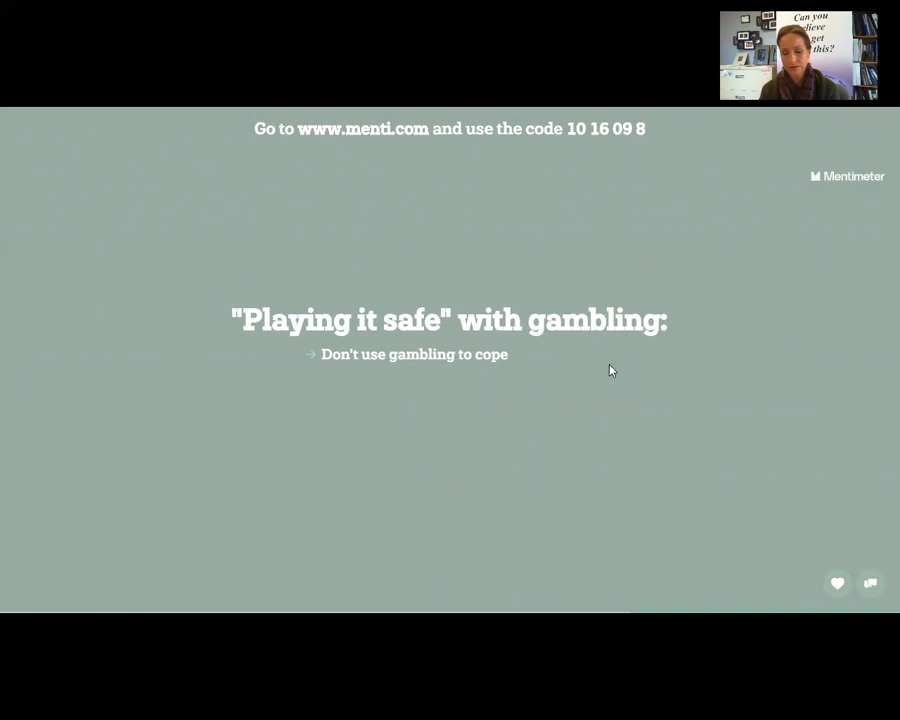 Can you
get
this?
Go to www.menti.com and use the code 10 16 09 8
Mentimeter
"Playing it safe" with gambling:
→ Don't use gambling to cope